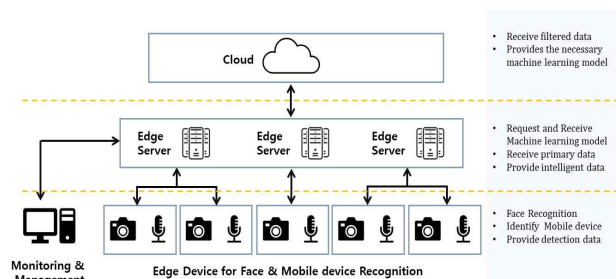 Cloud
• Receive filtered data
• Provides the necessary
machine learning model
Edge
Server
Edge
Server
Edge
Server
• Request and Receive
Machine learning model
• Receive primary data
• Provide intelligent data
• Face Recognition
• Identify Mobile device
• Provide detection data
Monitoring &
Management
Edge Device for Face & Mobile device Recognition